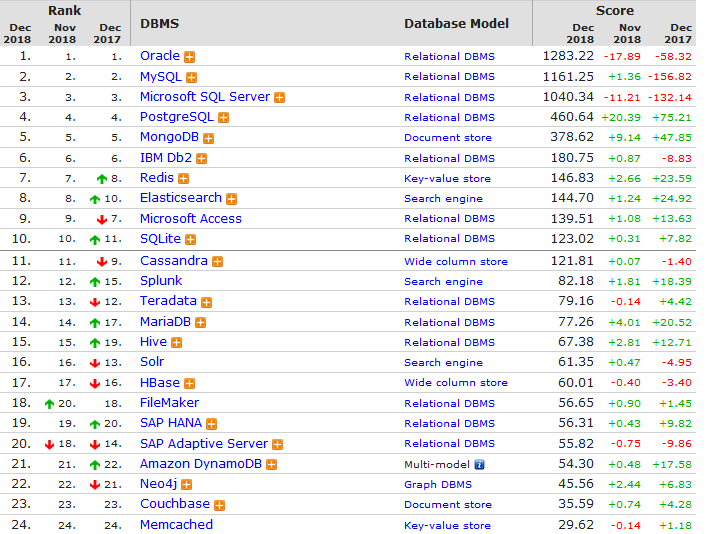 Rank DBMS Database Model Score
Dec 2018 Nov 2018 Dec 2017 Dec 2018 Nov 2018 Dec 2017
1. 1. 1. Oracle Relational DBMS 1283.22 -17.89 -58.32
2. 2. 2. MySQL Relational DBMS 1161.25 +1.36 -156.82
3. 3. 3. Microsoft SQL Server Relational DBMS 1040.34 -11.21 -132.14
4. 4. 4. PostgreSQL Relational DBMS 460.64 +20.39 +75.21
5. 5. 5. MongoDB Document store 378.62 +9.14 +47.85
6. 6. 6. IBM Db2 Relational DBMS 180.75 +0.87 -8.83
7. 7. 8. Redis Key-value store 146.83 +2.66 +23.59
8. 8. 10. Elasticsearch Search engine 144.70 +1.24 +24.92
9. 9. 7. Microsoft Access Relational DBMS 139.51 +1.08 +13.63
10. 10. 11. SQLite Relational DBMS 123.02 +0.31 +7.82
11. 11. 9. Cassandra Wide column store 121.81 +0.07 -1.40
12. 12. 15. Splunk Search engine 82.18 +1.81 +18.39
13. 13. 12. Teradata Relational DBMS 79.16 -0.14 +4.42
14. 14. 17. MariaDB Relational DBMS 77.26 +4.01 +20.52
15. 15. 19. Hive Relational DBMS 67.38 +2.81 +12.71
16. 16. 13. Solr Search engine 61.35 +0.47 -4.95
17. 17. 16. HBase Wide column store 60.01 -0.40 -3.40
18. 20. 18. FileMaker Relational DBMS 56.65 +0.90 +1.45
19. 19. 20. SAP HANA Relational DBMS 56.31 +0.43 +9.82
20. 18. 14. SAP Adaptive Server Relational DBMS 55.82 -0.75 -9.86
21. 21. 22. Amazon DynamoDB Multi-model 54.30 +0.48 +17.58
22. 22. 21. Neo4j Graph DBMS 45.56 +2.44 +6.83
23. 23. 23. Couchbase Document store 35.59 +0.74 +4.28
24. 24. 24. Memcached Key-value store 29.62 -0.14 +1.18